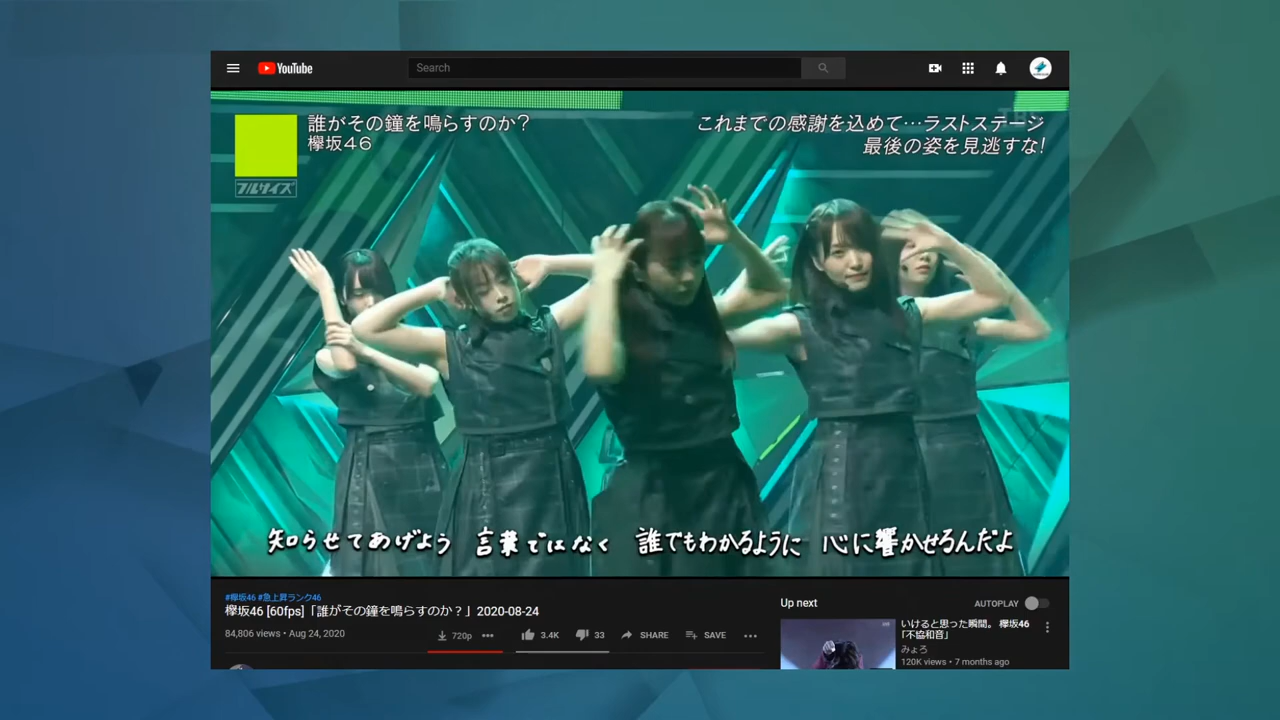 YouTube
Search
誰がその鐘を鳴らすのか?
欅坂46
フルサイズ
これまでの感謝を込めて…ラストステージ
最後の姿を見逃すな!
知らせてあげよう 言葉ではなく 誰でもわかるように 心に響かせるんだよ
#欅坂46 #急上昇ランク46
欅坂46 [60fps]「誰がその鐘を鳴らすのか?」2020-08-24
84,806 views • Aug 24, 2020
720p
3.4K
33
SHARE
SAVE
Up next
AUTOPLAY
いけると思った瞬間。 欅坂46
「不協和音」
みょろ
120K views • 7 months ago